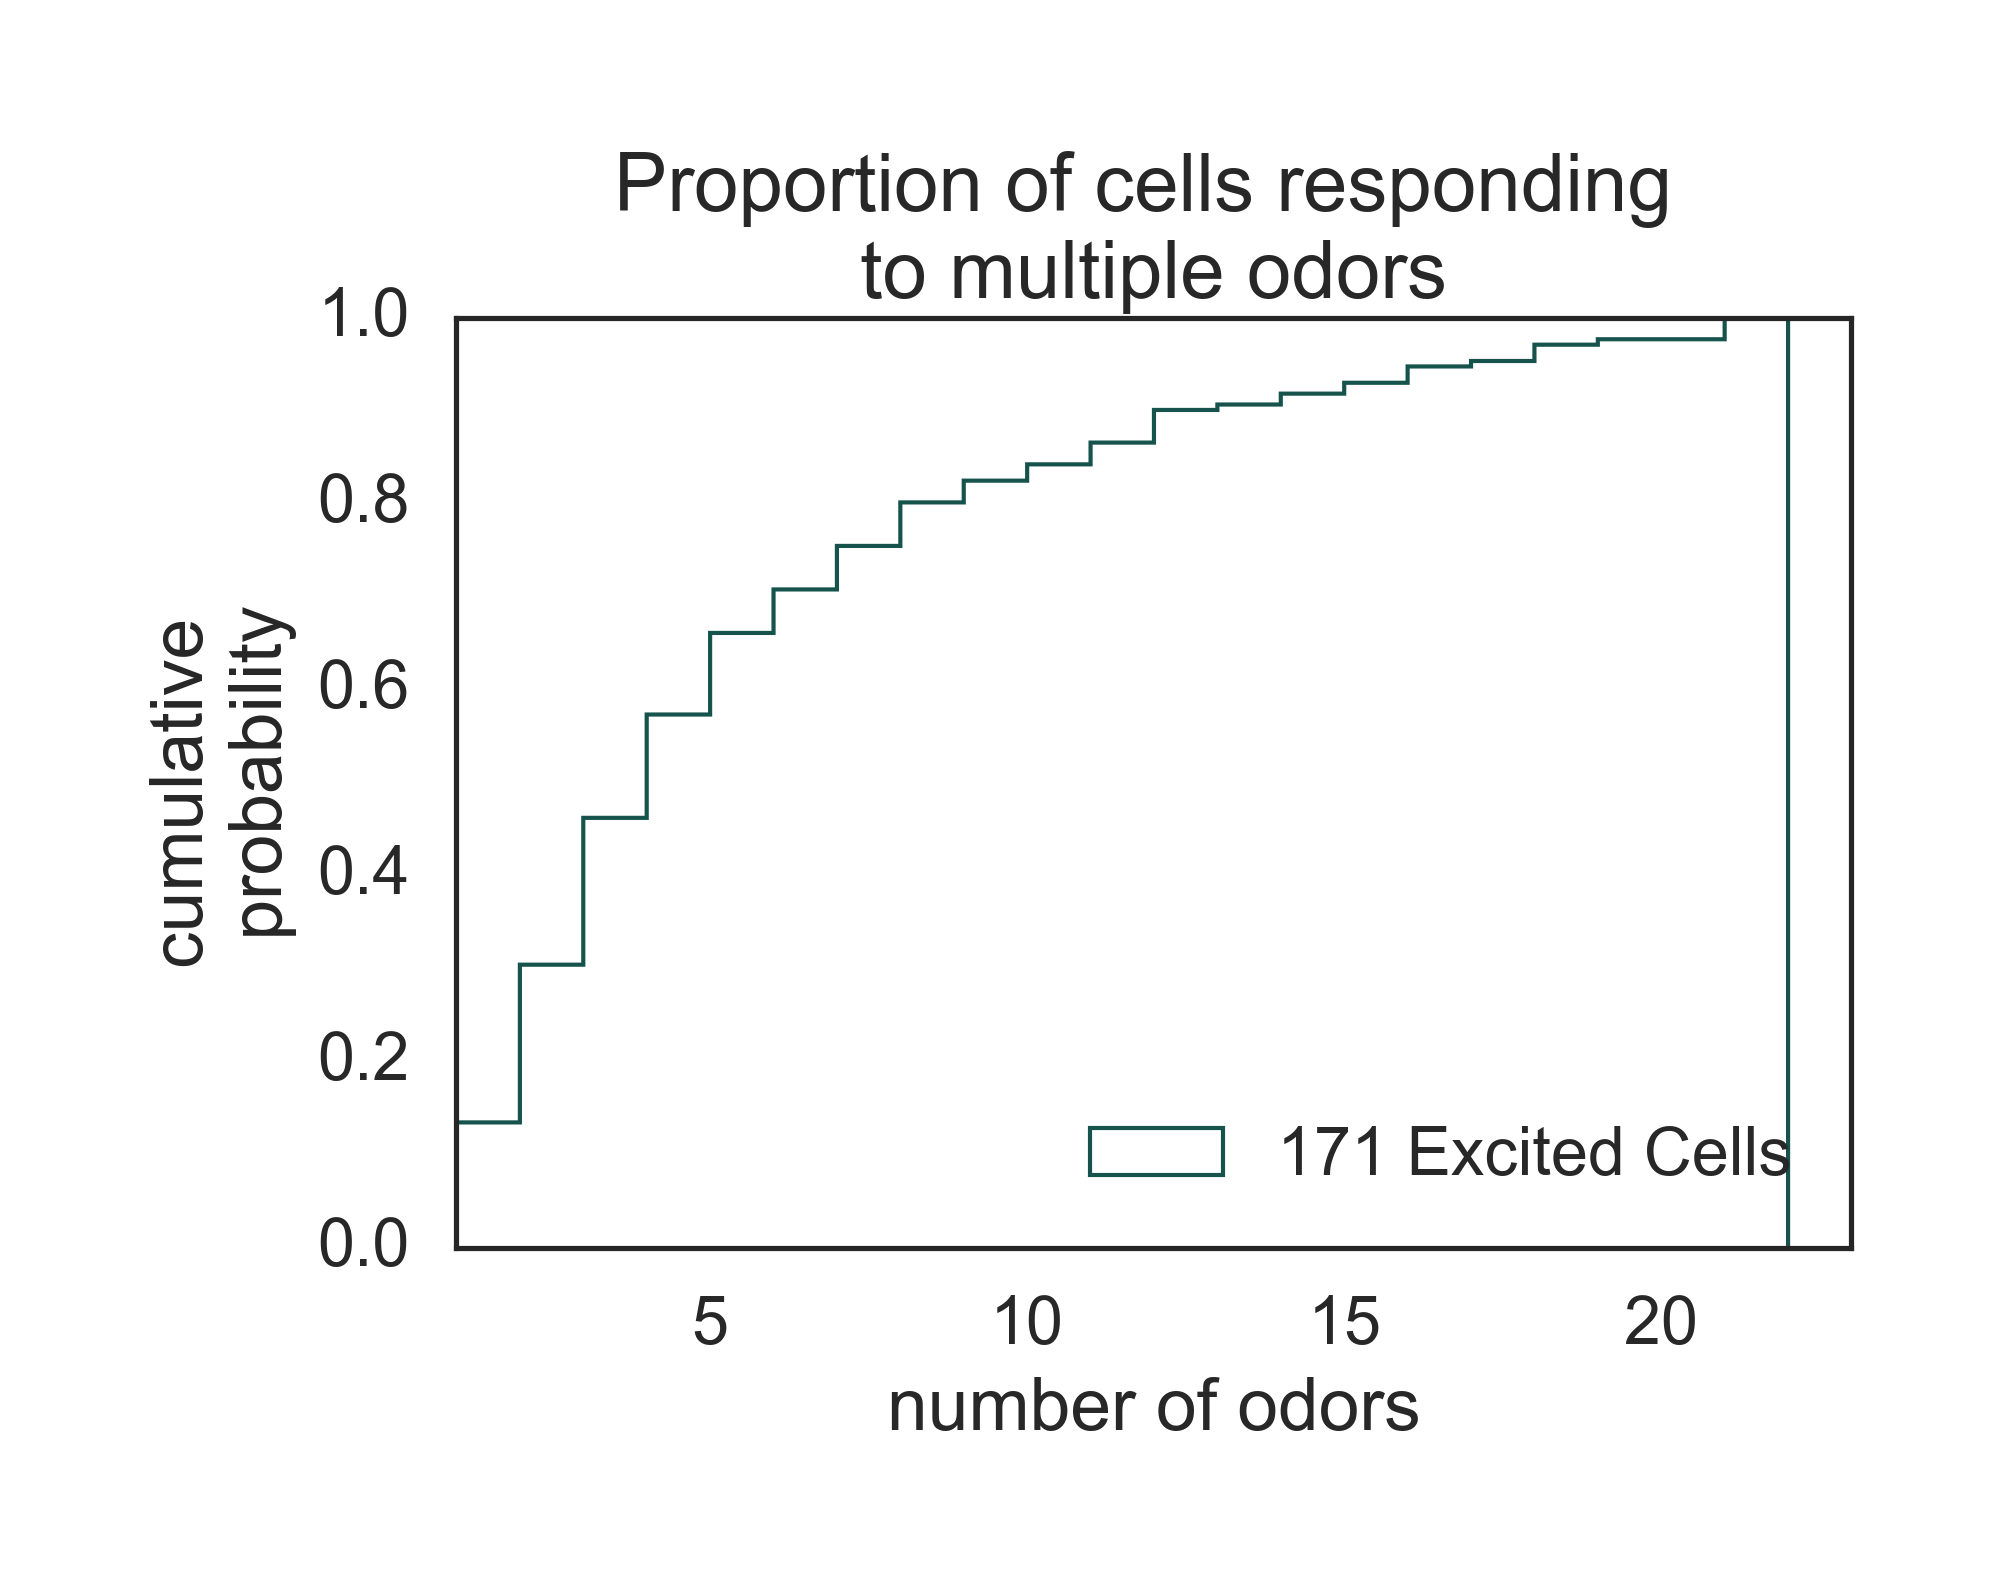 Proportion of cells responding
to multiple odors
1.0
0.8
0.6
0.4
0.2
0.0
cumulative
probability
171 Excited Cells
5 10 15 20
number of odors